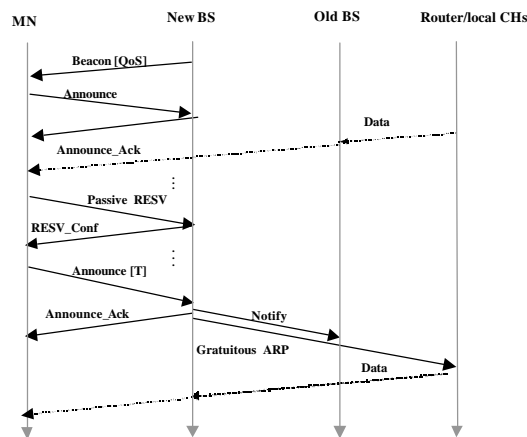 MN
New BS
Old BS
Router/local CHs
Beacon [QoS]
Announce
Data
Announce_Ack
Passive RESV
RESV_Conf
Announce [T]
Announce_Ack
Notify
Gratuitous ARP
Data